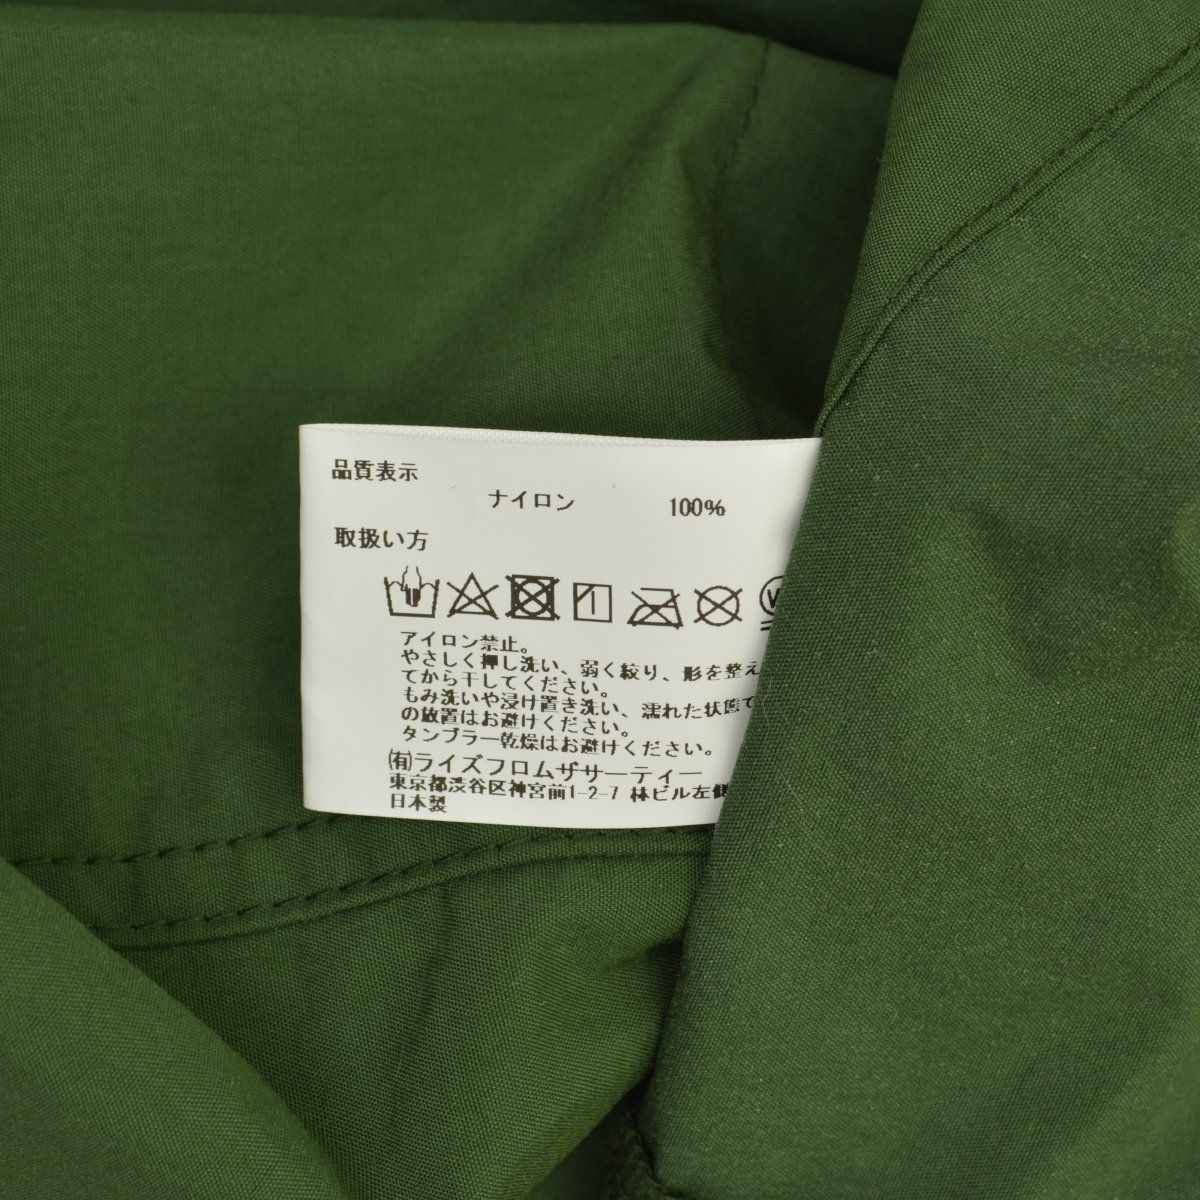 品質表示
ナイロン 100%
取扱い方
アイロン禁止。
やさしく押し洗い、弱く絞り、形を整え
てから干してください。
もみ洗いや浸け置き洗い、濡れた状態で
の放置はお避けください。
タンブラー乾燥はお避けください。
㈲ライズフロムザサーティー
東京都渋谷区神宮前1-2-7 林ビル左側
日本製